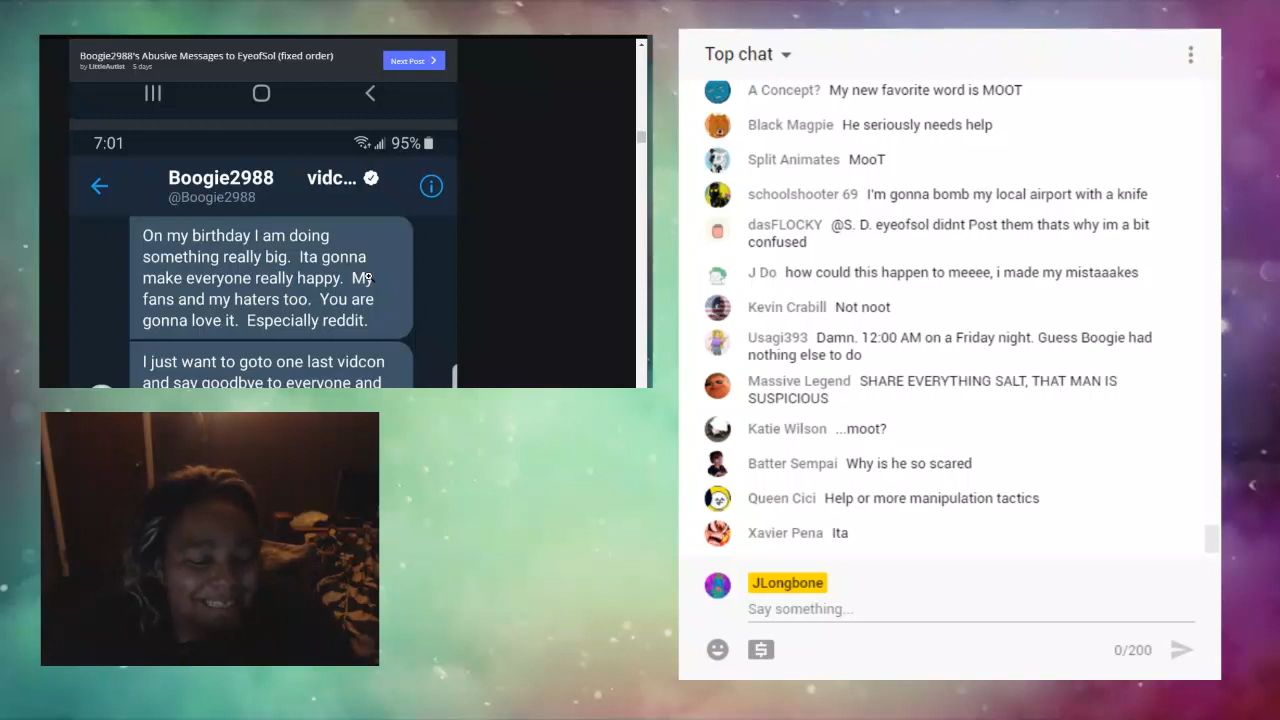 Boogie2988's Abusive Messages to EyeofSol (fixed order)
by LittleAutist 5 days
Next Post
7:01
95%
Boogie2988 vidc...
@Boogie2988
On my birthday I am doing
something really big. Ita gonna
make everyone really happy. My
fans and my haters too. You are
gonna love it. Especially reddit.
I just want to goto one last vidcon
and say goodbye to everyone and
Top chat
A Concept? My new favorite word is MOOT
Black Magpie He seriously needs help
Split Animates MooT
schoolshooter 69 I'm gonna bomb my local airport with a knife
dasFLOCKY @S. D. eyeofsol didnt Post them thats why im a bit
confused
J Do how could this happen to meeee, i made my mistaaakes
Kevin Crabill Not noot
Usagi393 Damn. 12:00 AM on a Friday night. Guess Boogie had
nothing else to do
Massive Legend SHARE EVERYTHING SALT, THAT MAN IS
SUSPICIOUS
Katie Wilson ...moot?
Batter Sempai Why is he so scared
Queen Cici Help or more manipulation tactics
Xavier Pena Ita
JLongbone
Say something...
0/200